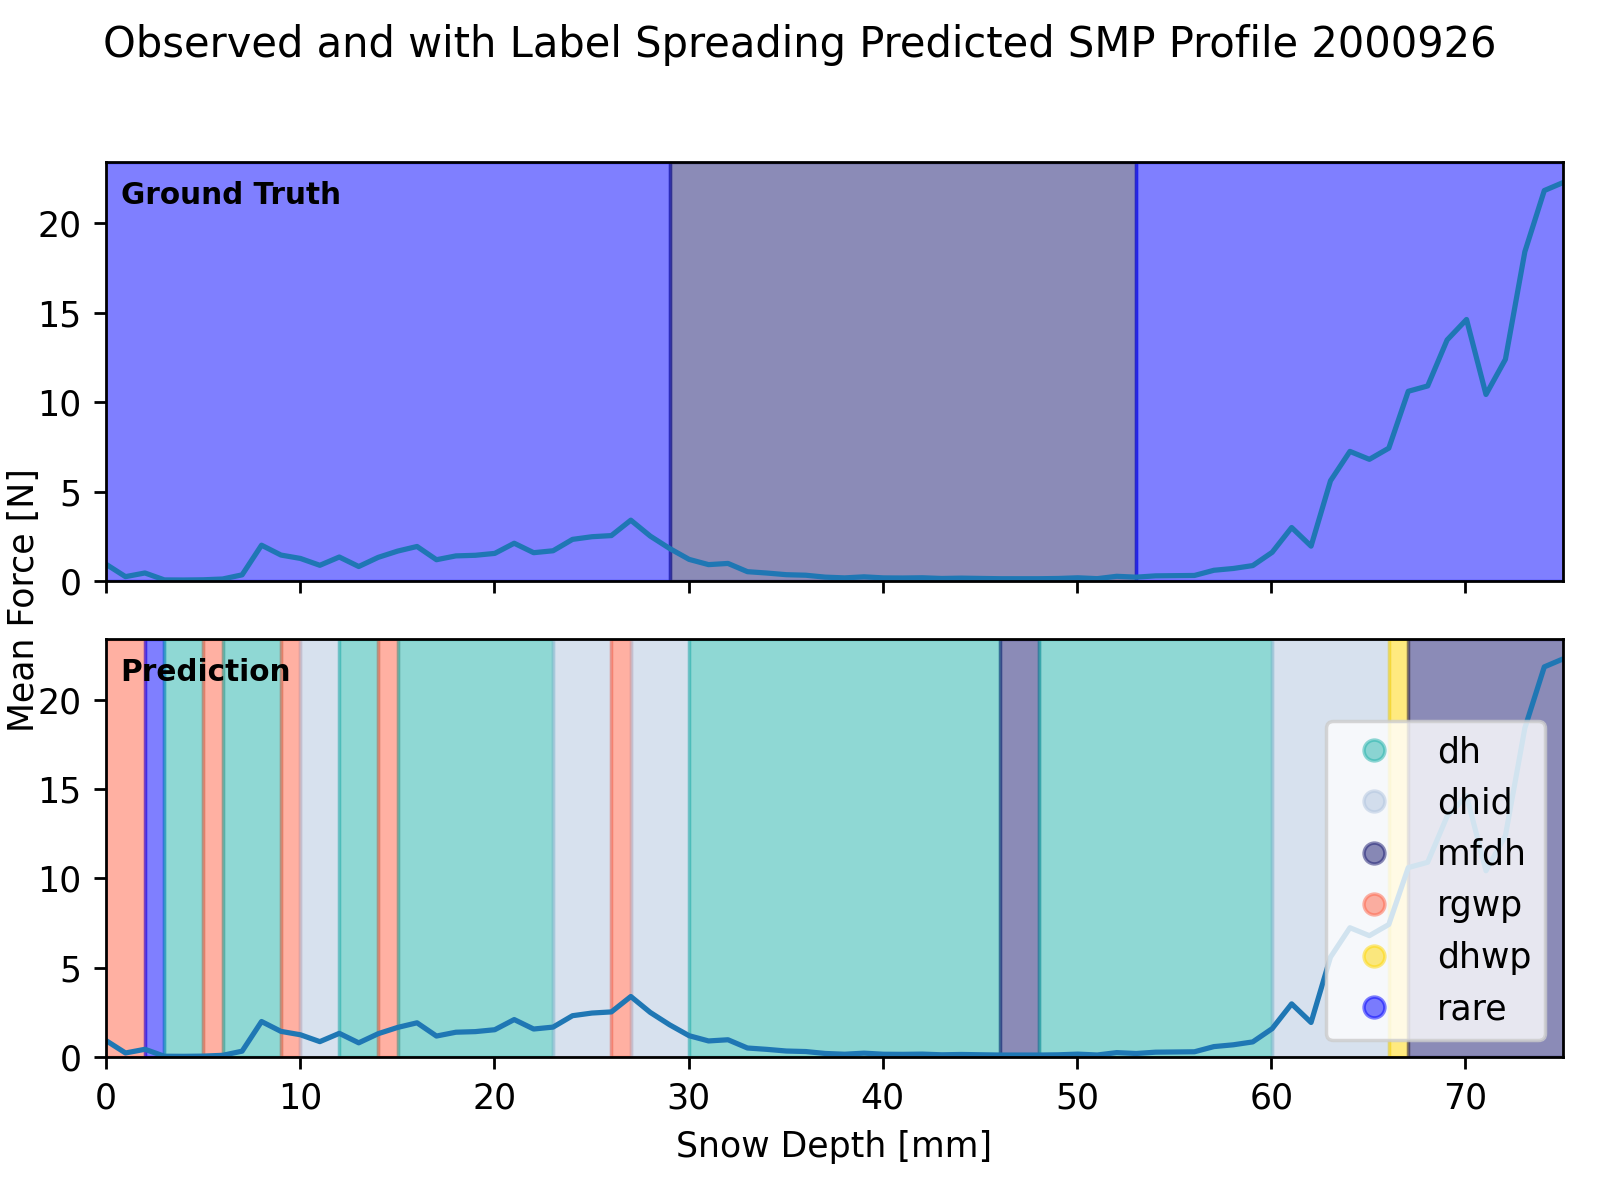 Observed and with Label Spreading Predicted SMP Profile 2000926
Ground Truth
20
15
10
5
0
Mean Force [N]
Prediction
20
15
10
5
0
dh
dhid
mfdh
rgwp
dhwp
rare
0 10 20 30 40 50 60 70
Snow Depth [mm]